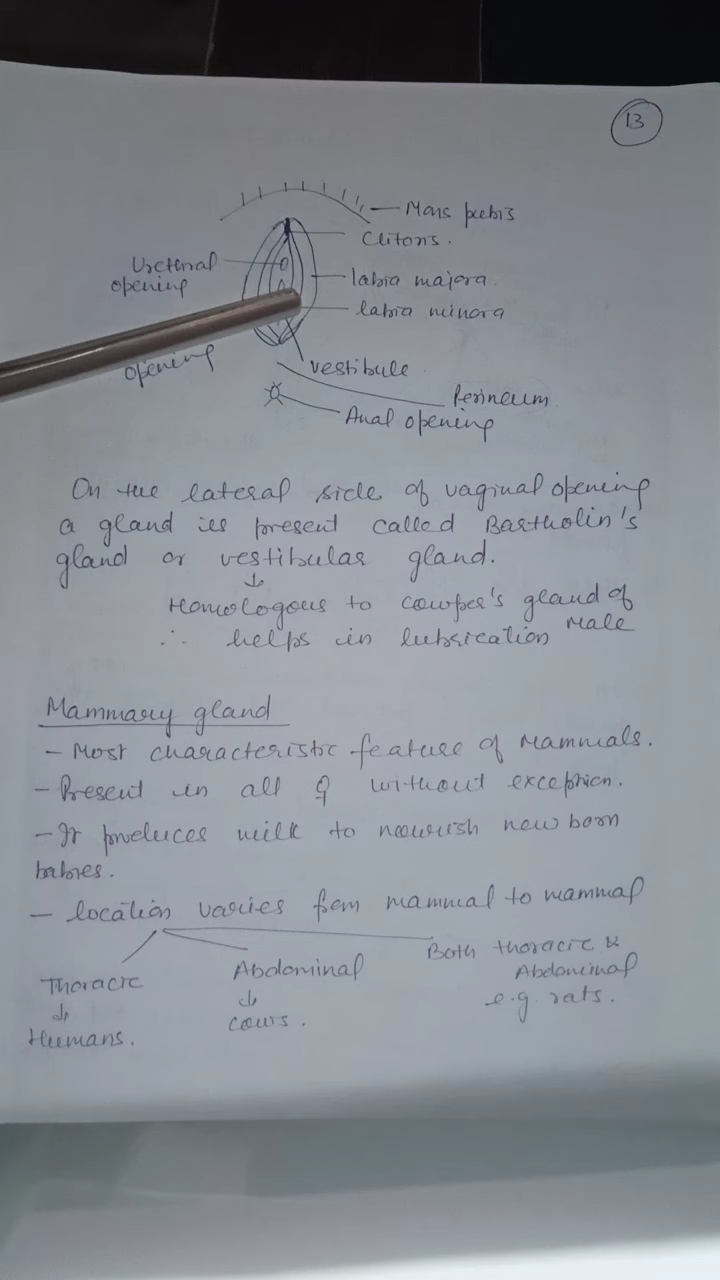 13
Mons pubis
Clitoris.
Urethral
opening
labia majora
labia minora
opening
vestibule
Perineum
Anal opening
On the lateral side of vaginal opening
a gland is present called Bartholin's
gland or vestibular gland.
↓
Homologous to cowper's gland of
Male
∴ helps in lubrication
Mammary gland
- Most characteristic feature of Mammals.
- Present in all ♀ without exception.
- It produces milk to nourish new born
babies.
- location varies from mammal to mammal
Thoracic
↓
Humans.
Abdominal
↓
cows.
Both thoracic &
Abdominal
e.g rats.